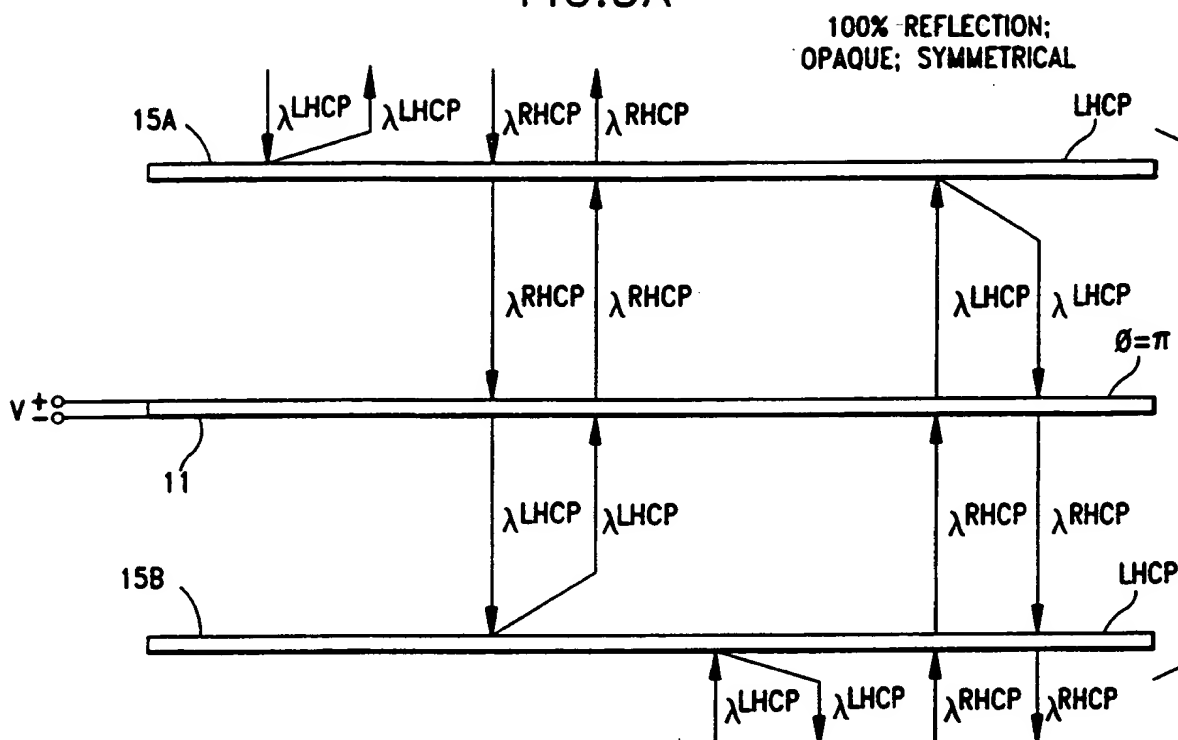 100% REFLECTION;
OPAQUE; SYMMETRICAL
15A
λLHCP
λLHCP
λRHCP
λRHCP
LHCP
λRHCP
λRHCP
λLHCP
λLHCP
Ø=π
V + -
11
λLHCP
λLHCP
λRHCP
λRHCP
15B
LHCP
λLHCP
λLHCP
λRHCP
λRHCP